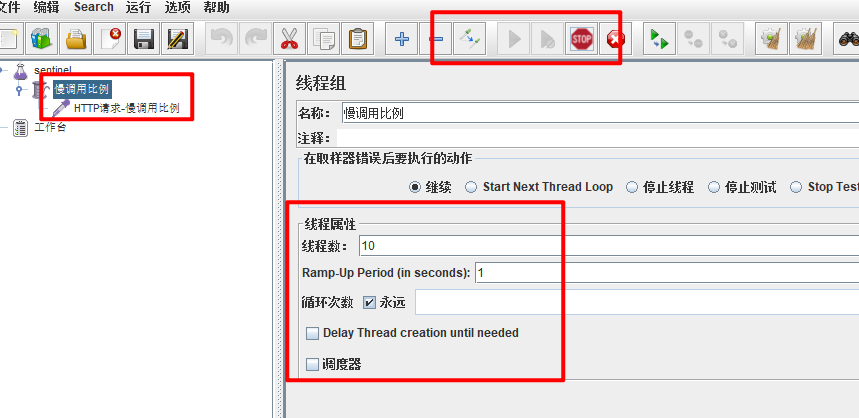 文件 编辑 Search 运行 选项 帮助
STOP
sentinel
慢调用比例
HTTP请求-慢调用比例
工作台
线程组
名称： 慢调用比例
注释：
在取样器错误后要执行的动作
继续 Start Next Thread Loop 停止线程 停止测试 Stop Test
线程属性
线程数： 10
Ramp-Up Period (in seconds): 1
循环次数 永远
Delay Thread creation until needed
调度器